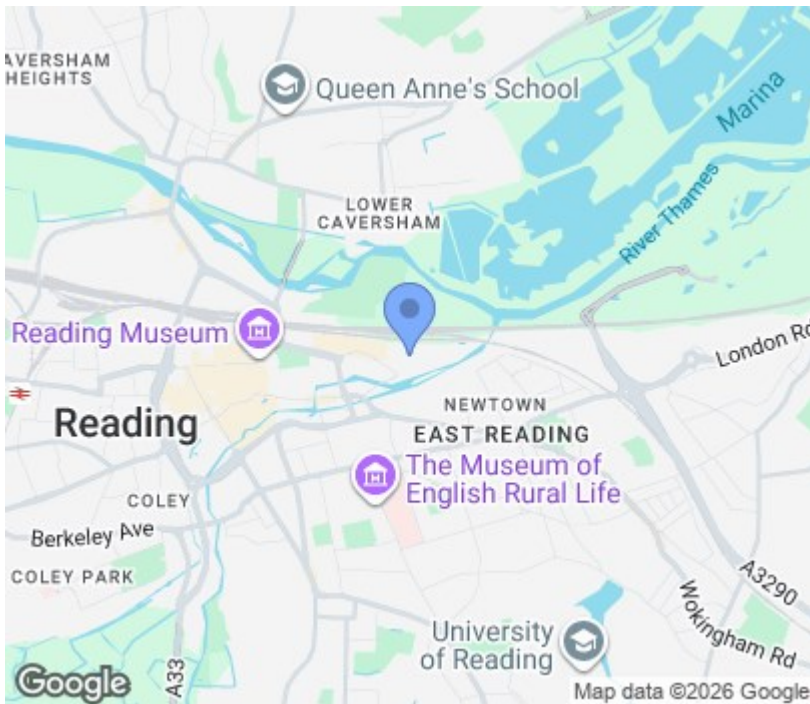 AVERSHAM
HEIGHTS
Queen Anne's School
Marina
LOWER
CAVERSHAM
River Thames
Reading Museum
London Rd
Reading
NEWTOWN
EAST READING
The Museum of
English Rural Life
COLEY
Berkeley Ave
COLEY PARK
A3290
Wokingham Rd
University
of Reading
A33
Google
Map data ©2026 Google